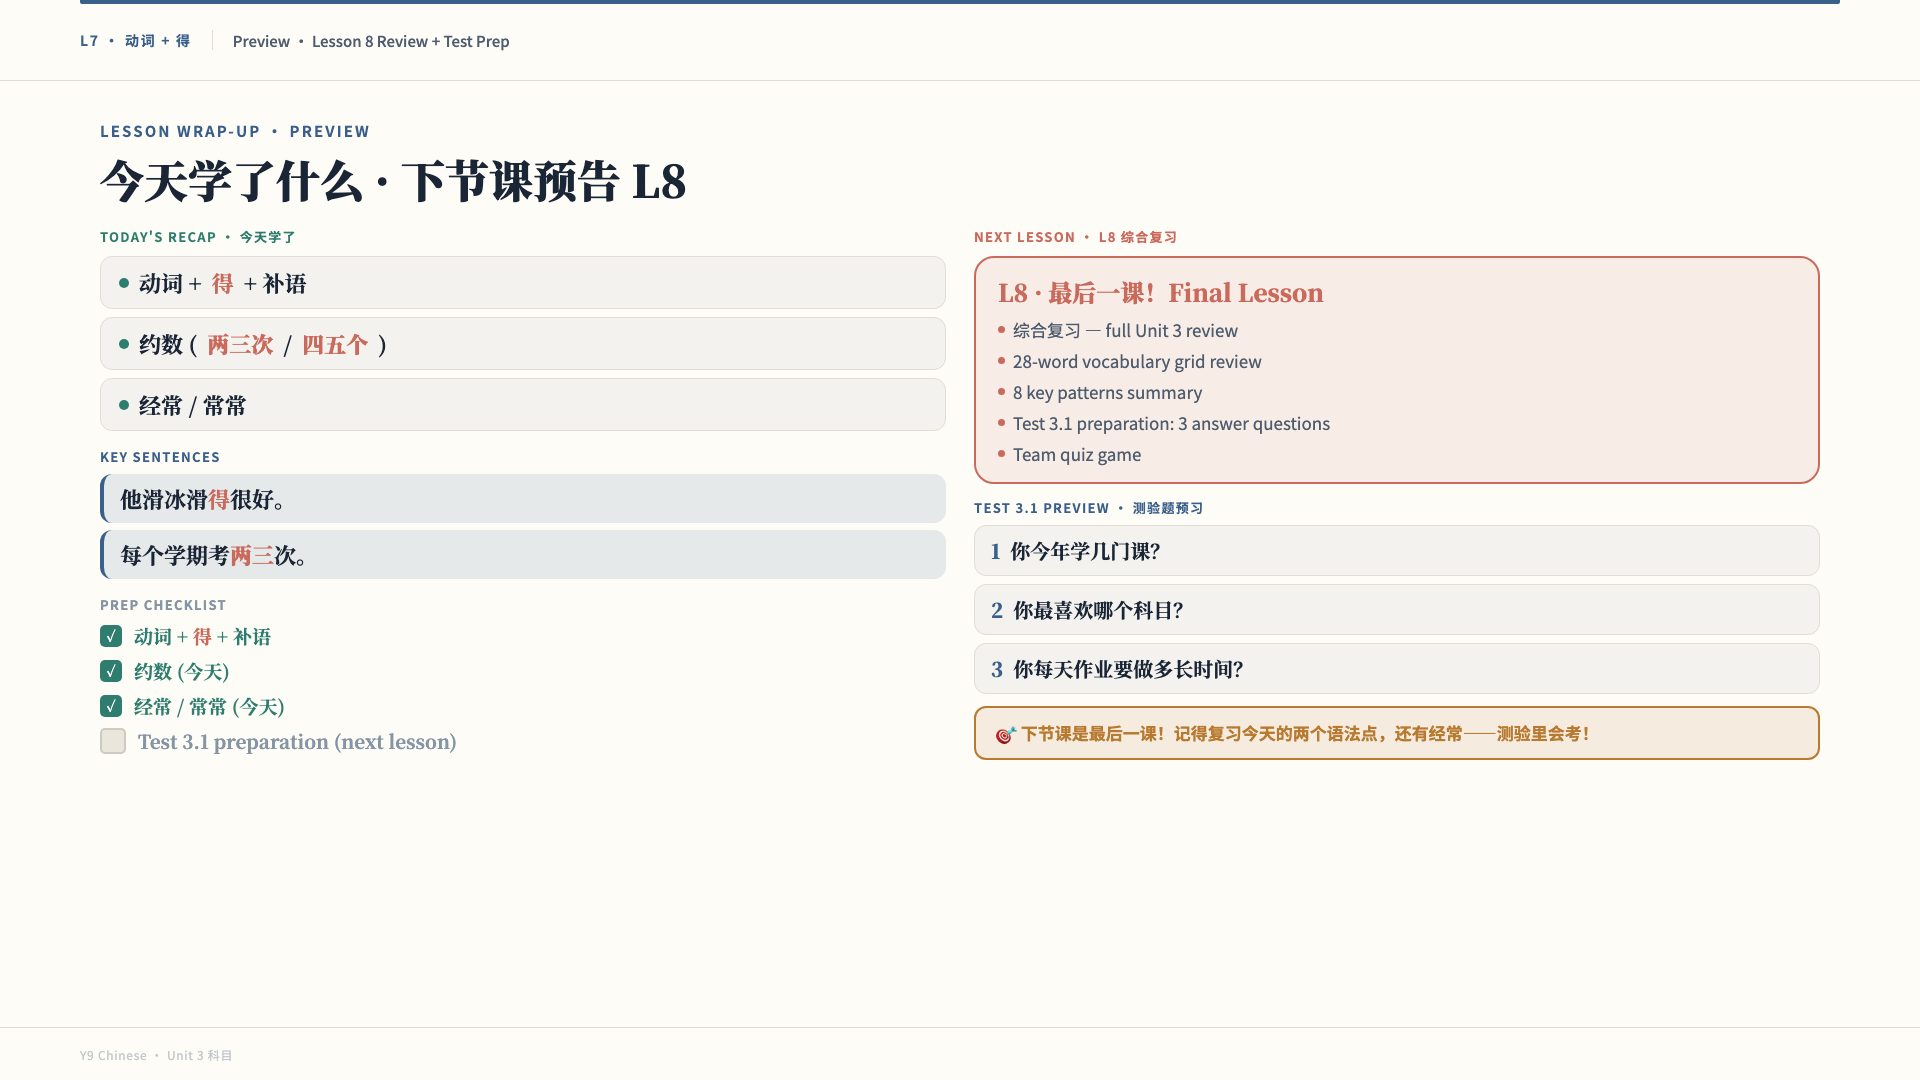 L7 • 动词 + 得
Preview • Lesson 8 Review + Test Prep
LESSON WRAP-UP • PREVIEW
今天学了什么 · 下节课预告 L8
TODAY'S RECAP • 今天学了
动词 + 得 + 补语
约数 ( 两三次 / 四五个 )
经常 / 常常
KEY SENTENCES
他滑冰滑得很好。
每个学期考两三次。
PREP CHECKLIST
✓ 动词 + 得 + 补语
✓ 约数 (今天)
✓ 经常 / 常常 (今天)
Test 3.1 preparation (next lesson)
NEXT LESSON • L8 综合复习
L8 · 最后一课！Final Lesson
综合复习 — full Unit 3 review
28-word vocabulary grid review
8 key patterns summary
Test 3.1 preparation: 3 answer questions
Team quiz game
TEST 3.1 PREVIEW • 测验题预习
1 你今年学几门课？
2 你最喜欢哪个科目？
3 你每天作业要做多长时间？
🎯 下节课是最后一课！记得复习今天的两个语法点，还有经常——测验里会考！
Y9 Chinese • Unit 3 科目